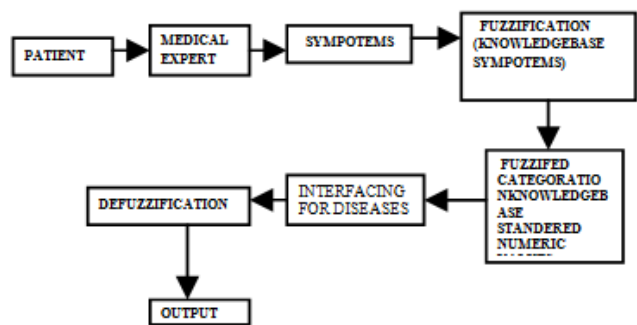 PATIENT
MEDICAL
EXPERT
SYMPOTEMS
FUZZIFICATION
(KNOWLEDGEBASE
SYMPOTEMS)
FUZZIFED
CATEGORATIO
NKNOWLEDGEB
ASE
STANDERED
NUMERIC
INTERFACING
FOR DISEASES
DEFUZZIFICATION
OUTPUT